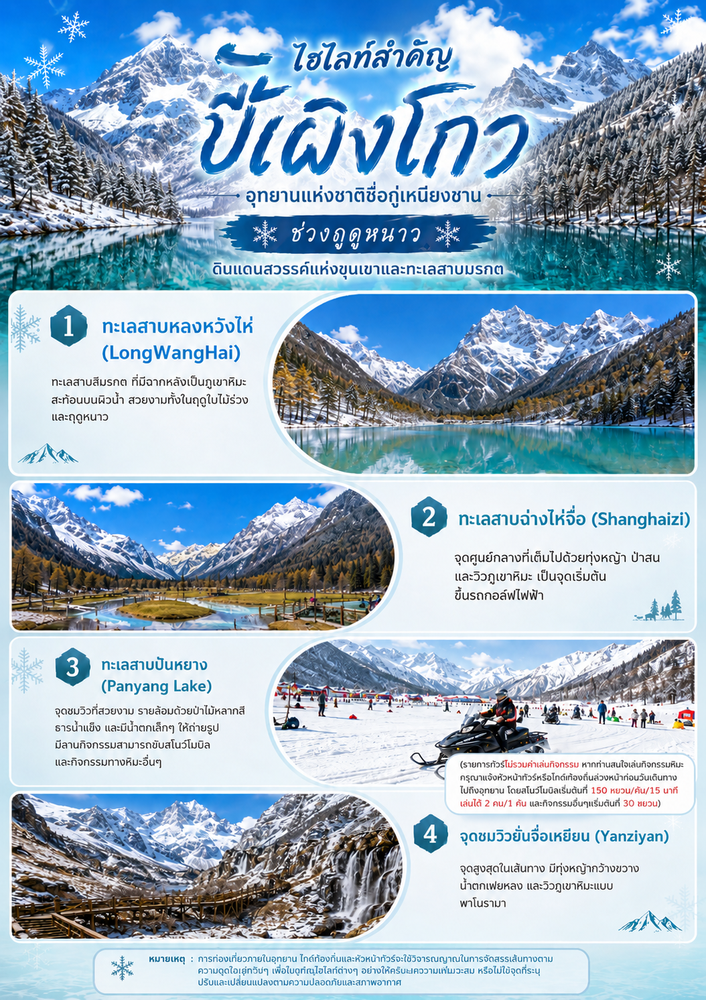 ไฮไลท์สำคัญ
ปี้เผิงโกว
อุทยานแห่งชาติซื่อกู่เหนียงชาน
ช่วงฤดูหนาว
ดินแดนสวรรค์แห่งขุนเขาและทะเลสาบมรกต
1
ทะเลสาบหลงหวังไห่
(LongWangHai)
ทะเลสาบสีมรกต ที่มีฉากหลังเป็นภูเขาหิมะ
สะท้อนบนผิวน้ำ สวยงามทั้งในฤดูใบไม้ร่วง
และฤดูหนาว
2
ทะเลสาบฉ่างไห่จื่อ (Shanghaizi)
จุดศูนย์กลางที่เต็มไปด้วยทุ่งหญ้า ป่าสน
และวิวภูเขาหิมะ เป็นจุดเริ่มต้น
ขึ้นรถกอล์ฟไฟฟ้า
3
ทะเลสาบปันหยาง
(Panyang Lake)
จุดชมวิวที่สวยงาม รายล้อมด้วยป่าไม้หลากสี
ธารน้ำแข็ง และมีน้ำตกเล็กๆ ให้ถ่ายรูป
มีลานกิจกรรมสามารถขับสโนว์โมบิล
และกิจกรรมทางหิมะอื่นๆ
(รายการทัวร์ไม่รวมค่าเล่นกิจกรรม หากท่านสนใจเล่นกิจกรรมหิมะ
กรุณาแจ้งหัวหน้าทัวร์หรือไกด์ท้องถิ่นล่วงหน้าก่อนวันเดินทาง
ไปถึงอุทยาน โดยสโนว์โมบิลเริ่มต้นที่ 150 หยวน/คัน/15 นาที
เล่นได้ 2 คน/1 คัน และกิจกรรมอื่นๆเริ่มต้นที่ 30 หยวน)
4
จุดชมวิวยั่นจื่อเหยียน (Yanziyan)
จุดสูงสุดในเส้นทาง มีทุ่งหญ้ากว้างขวาง
น้ำตกเฟยหลง และวิวภูเขาหิมะแบบ
พาโนรามา
หมายเหตุ : การท่องเที่ยวภายในอุทยาน ไกด์ท้องถิ่นและหัวหน้าทัวร์จะใช้วิจารณญาณในการจัดสรรเส้นทางตาม
เพื่อ ไฮไลท์ต่างๆ อย่างให้ หรือไม่ใช้จุดที่ระบุ
ปรับและเปลี่ยนแปลงตามความปลอดภัยและสภาพอากาศ